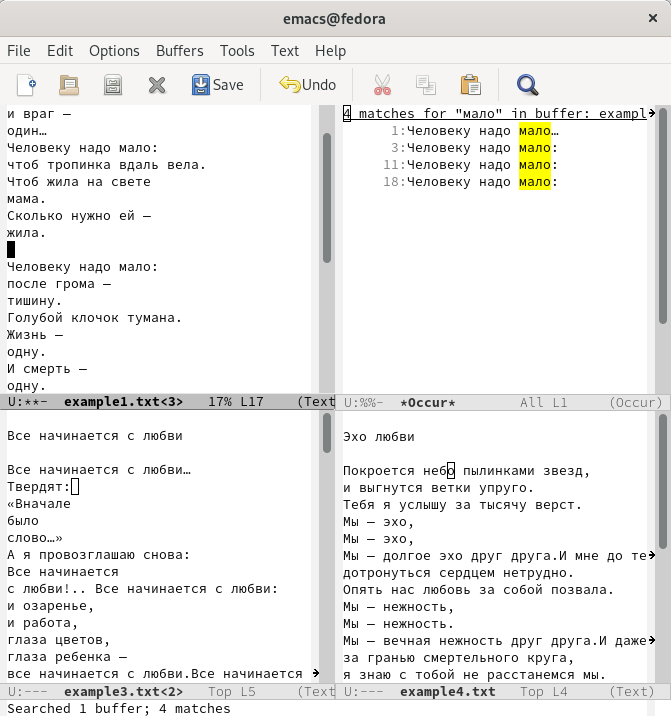 emacs@fedora
×
File Edit Options Buffers Tools Text Help
Save Undo
и враг —
один…
Человеку надо мало:
чтоб тропинка вдаль вела.
Чтоб жила на свете
мама.
Сколько нужно ей —
жила.
Человеку надо мало:
после грома —
тишину.
Голубой клочок тумана.
Жизнь —
одну.
И смерть —
одну.
U:**- example1.txt<3> 17% L17 (Text
4 matches for "мало" in buffer: exampl
1:Человеку надо мало…
3:Человеку надо мало:
11:Человеку надо мало:
18:Человеку надо мало:
U:%%- *Occur* All L1 (Occur)
Все начинается с любви
Все начинается с любви…
Твердят:
«Вначале
было
слово…»
А я провозглашаю снова:
Все начинается
с любви!.. Все начинается с любви:
и озаренье,
и работа,
глаза цветов,
глаза ребенка —
все начинается с любви.Все начинается
U:--- example3.txt<2> Top L5 (Text
Эхо любви
Покроется небо пылинками звезд,
и выгнутся ветки упруго.
Тебя я услышу за тысячу верст.
Мы — эхо,
Мы — эхо,
Мы — долгое эхо друг друга.И мне до те
дотронуться сердцем нетрудно.
Опять нас любовь за собой позвала.
Мы — нежность,
Мы — нежность.
Мы — вечная нежность друг друга.И даже
за гранью смертельного круга,
я знаю с тобой не расстанемся мы.
U:--- example4.txt Top L4 (Text
Searched 1 buffer; 4 matches